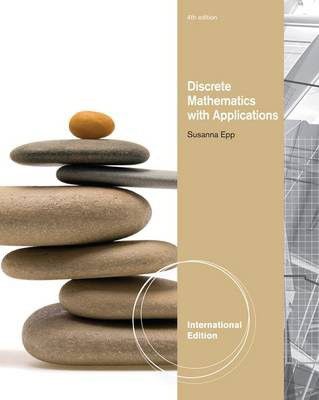 4th edition
Discrete
Mathematics
with Applications
Susanna Epp
International
Edition